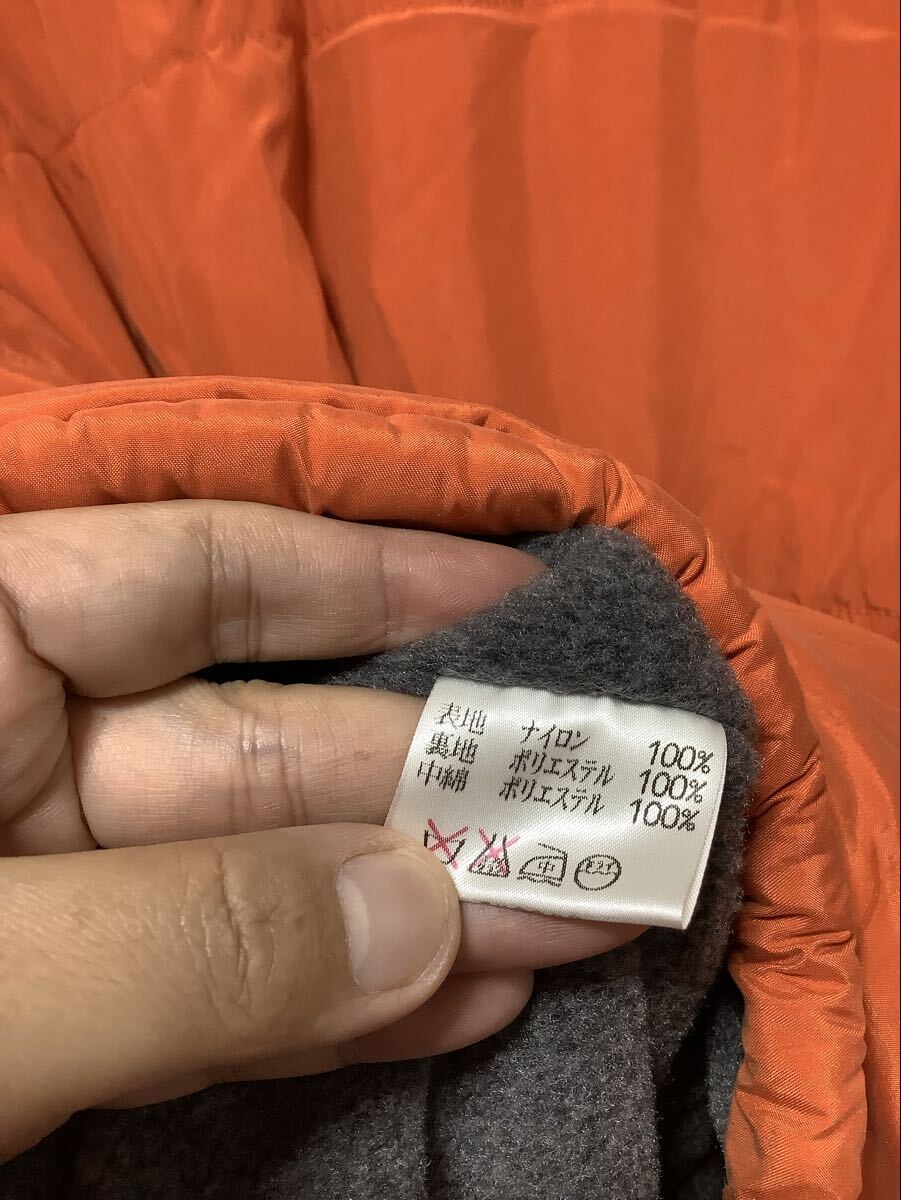 表地 ナイロン 100%
裏地 ポリエステル 100%
中綿 ポリエステル 100%
中